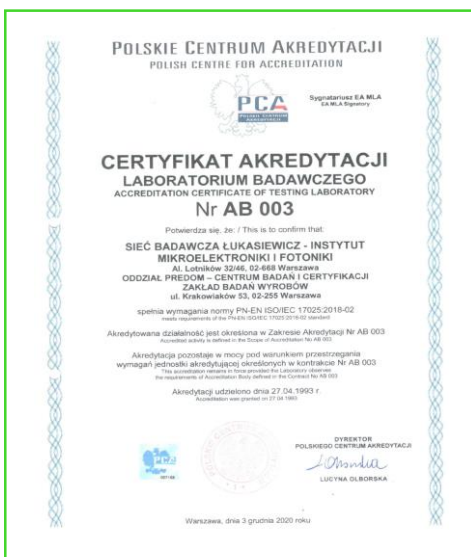 POLSKIE CENTRUM AKREDYTACJI
POLISH CENTRE FOR ACCREDITATION
PCA
POLSKIE CENTRUM
AKREDYTACJI
Sygnatariusz EA MLA
EA MLA Signatory
CERTYFIKAT AKREDYTACJI
LABORATORIUM BADAWCZEGO
ACCREDITATION CERTIFICATE OF TESTING LABORATORY
Nr AB 003
Potwierdza się, że: / This is to confirm that:
SIEĆ BADAWCZA ŁUKASIEWICZ - INSTYTUT
MIKROELEKTRONIKI I FOTONIKI
Al. Lotników 32/46, 02-668 Warszawa
ODDZIAŁ PREDOM – CENTRUM BADAŃ I CERTYFIKACJI
ZAKŁAD BADAŃ WYROBÓW
ul. Krakowiaków 53, 02-255 Warszawa
spełnia wymagania normy PN-EN ISO/IEC 17025:2018-02
meets requirements of the PN-EN ISO/IEC 17025:2018-02 standard
Akredytowana działalność jest określona w Zakresie Akredytacji Nr AB 003
Accredited activity is defined in the Scope of Accreditation No AB 003
Akredytacja pozostaje w mocy pod warunkiem przestrzegania
wymagań jednostki akredytującej określonych w kontrakcie Nr AB 003
This accreditation remains in force provided the Laboratory observes
the requirements of Accreditation Body defined in the Contract No AB 003
Akredytacji udzielono dnia 27.04.1993 r.
Accreditation was granted on 27.04.1993
DYREKTOR
POLSKIEGO CENTRUM AKREDYTACJI
LUCYNA OLBORSKA
Warszawa, dnia 3 grudnia 2020 roku